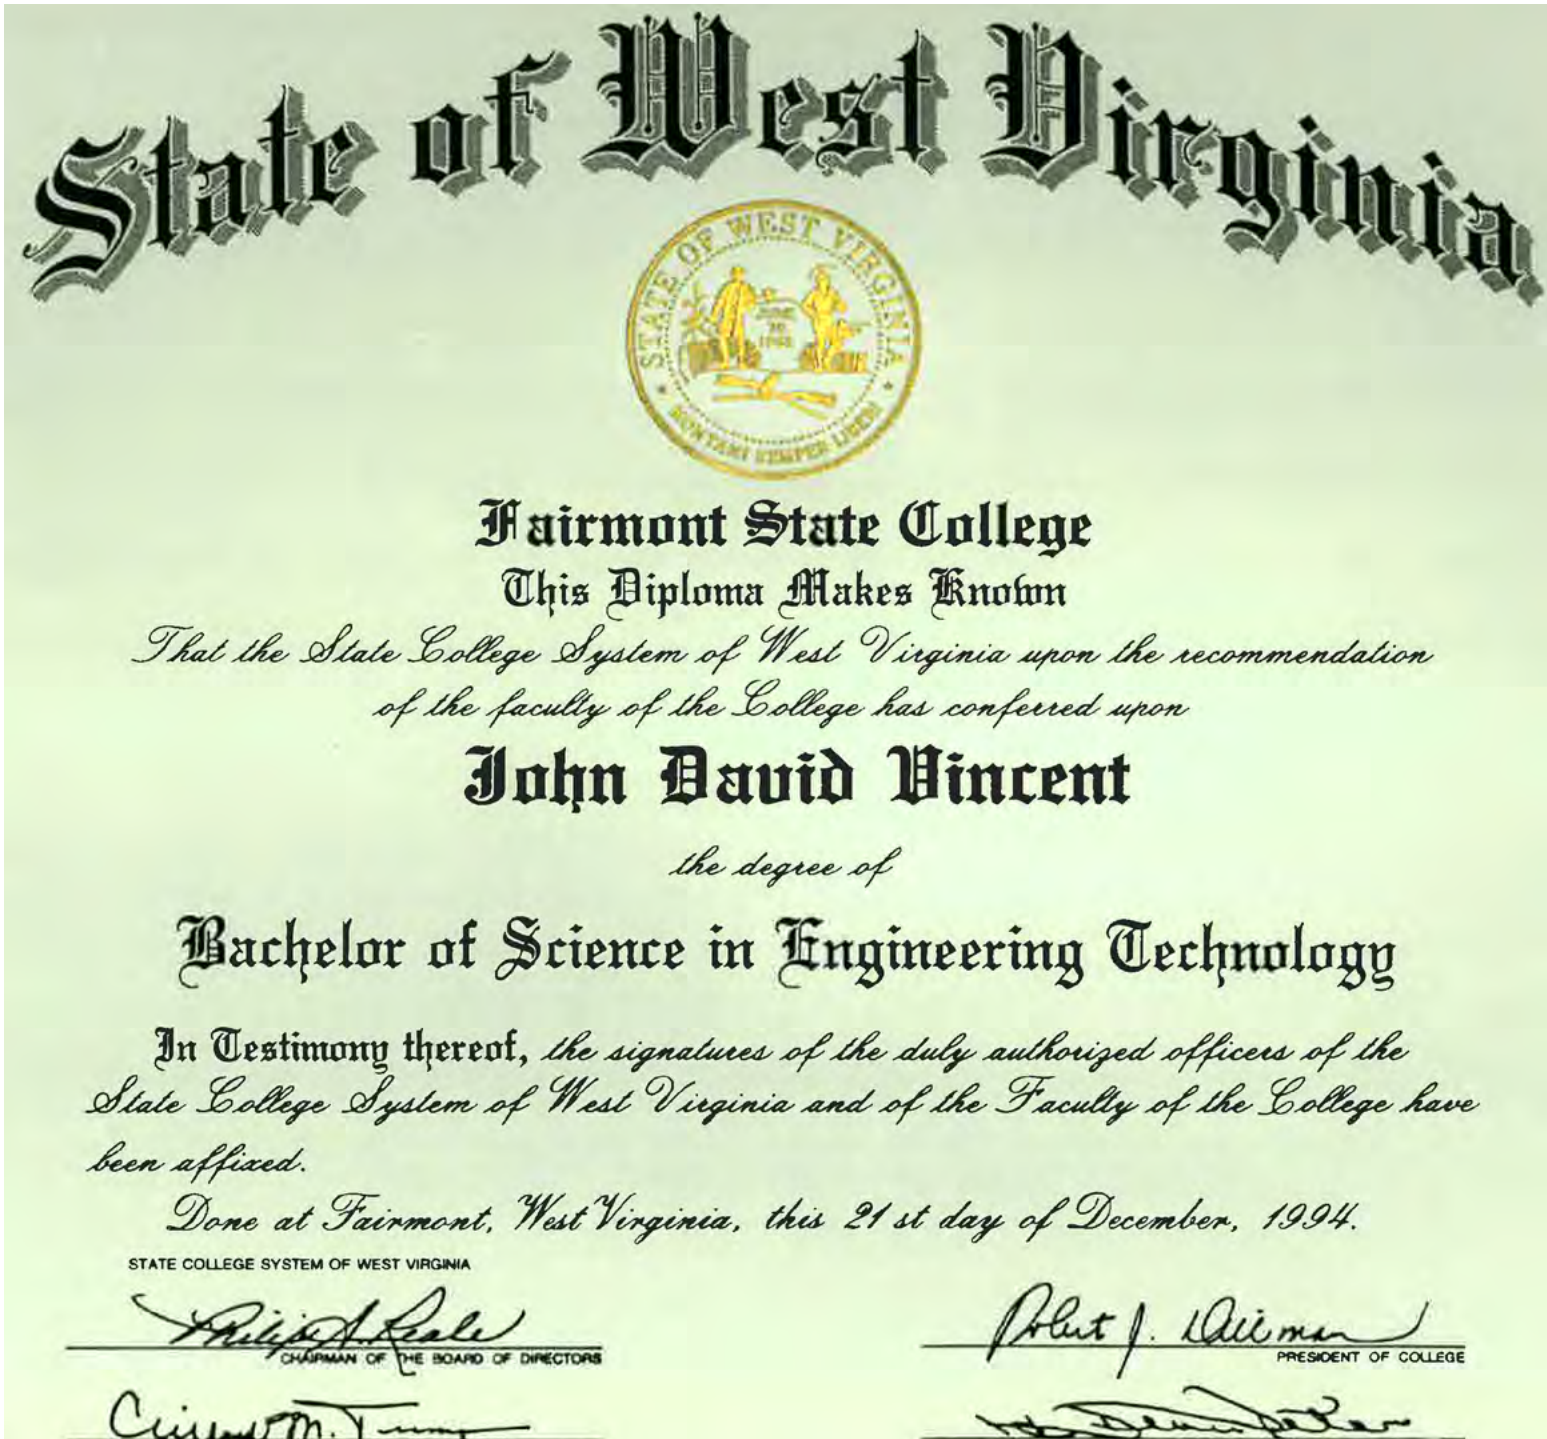 State of West Virginia
STATE OF WEST VIRGINIA
JUNE
20
1863
MONTANI SEMPER LIBERI
Fairmont State College
This Diploma Makes Known
That the State College System of West Virginia upon the recommendation
of the faculty of the College has conferred upon
John David Vincent
the degree of
Bachelor of Science in Engineering Technology
In Testimony thereof, the signatures of the duly authorized officers of the
State College System of West Virginia and of the Faculty of the College have
been affixed.
Done at Fairmont, West Virginia, this 21 st day of December, 1994.
STATE COLLEGE SYSTEM OF WEST VIRGINIA
Robert J. Dillman
CHAIRMAN OF THE BOARD OF DIRECTORS
PRESIDENT OF COLLEGE